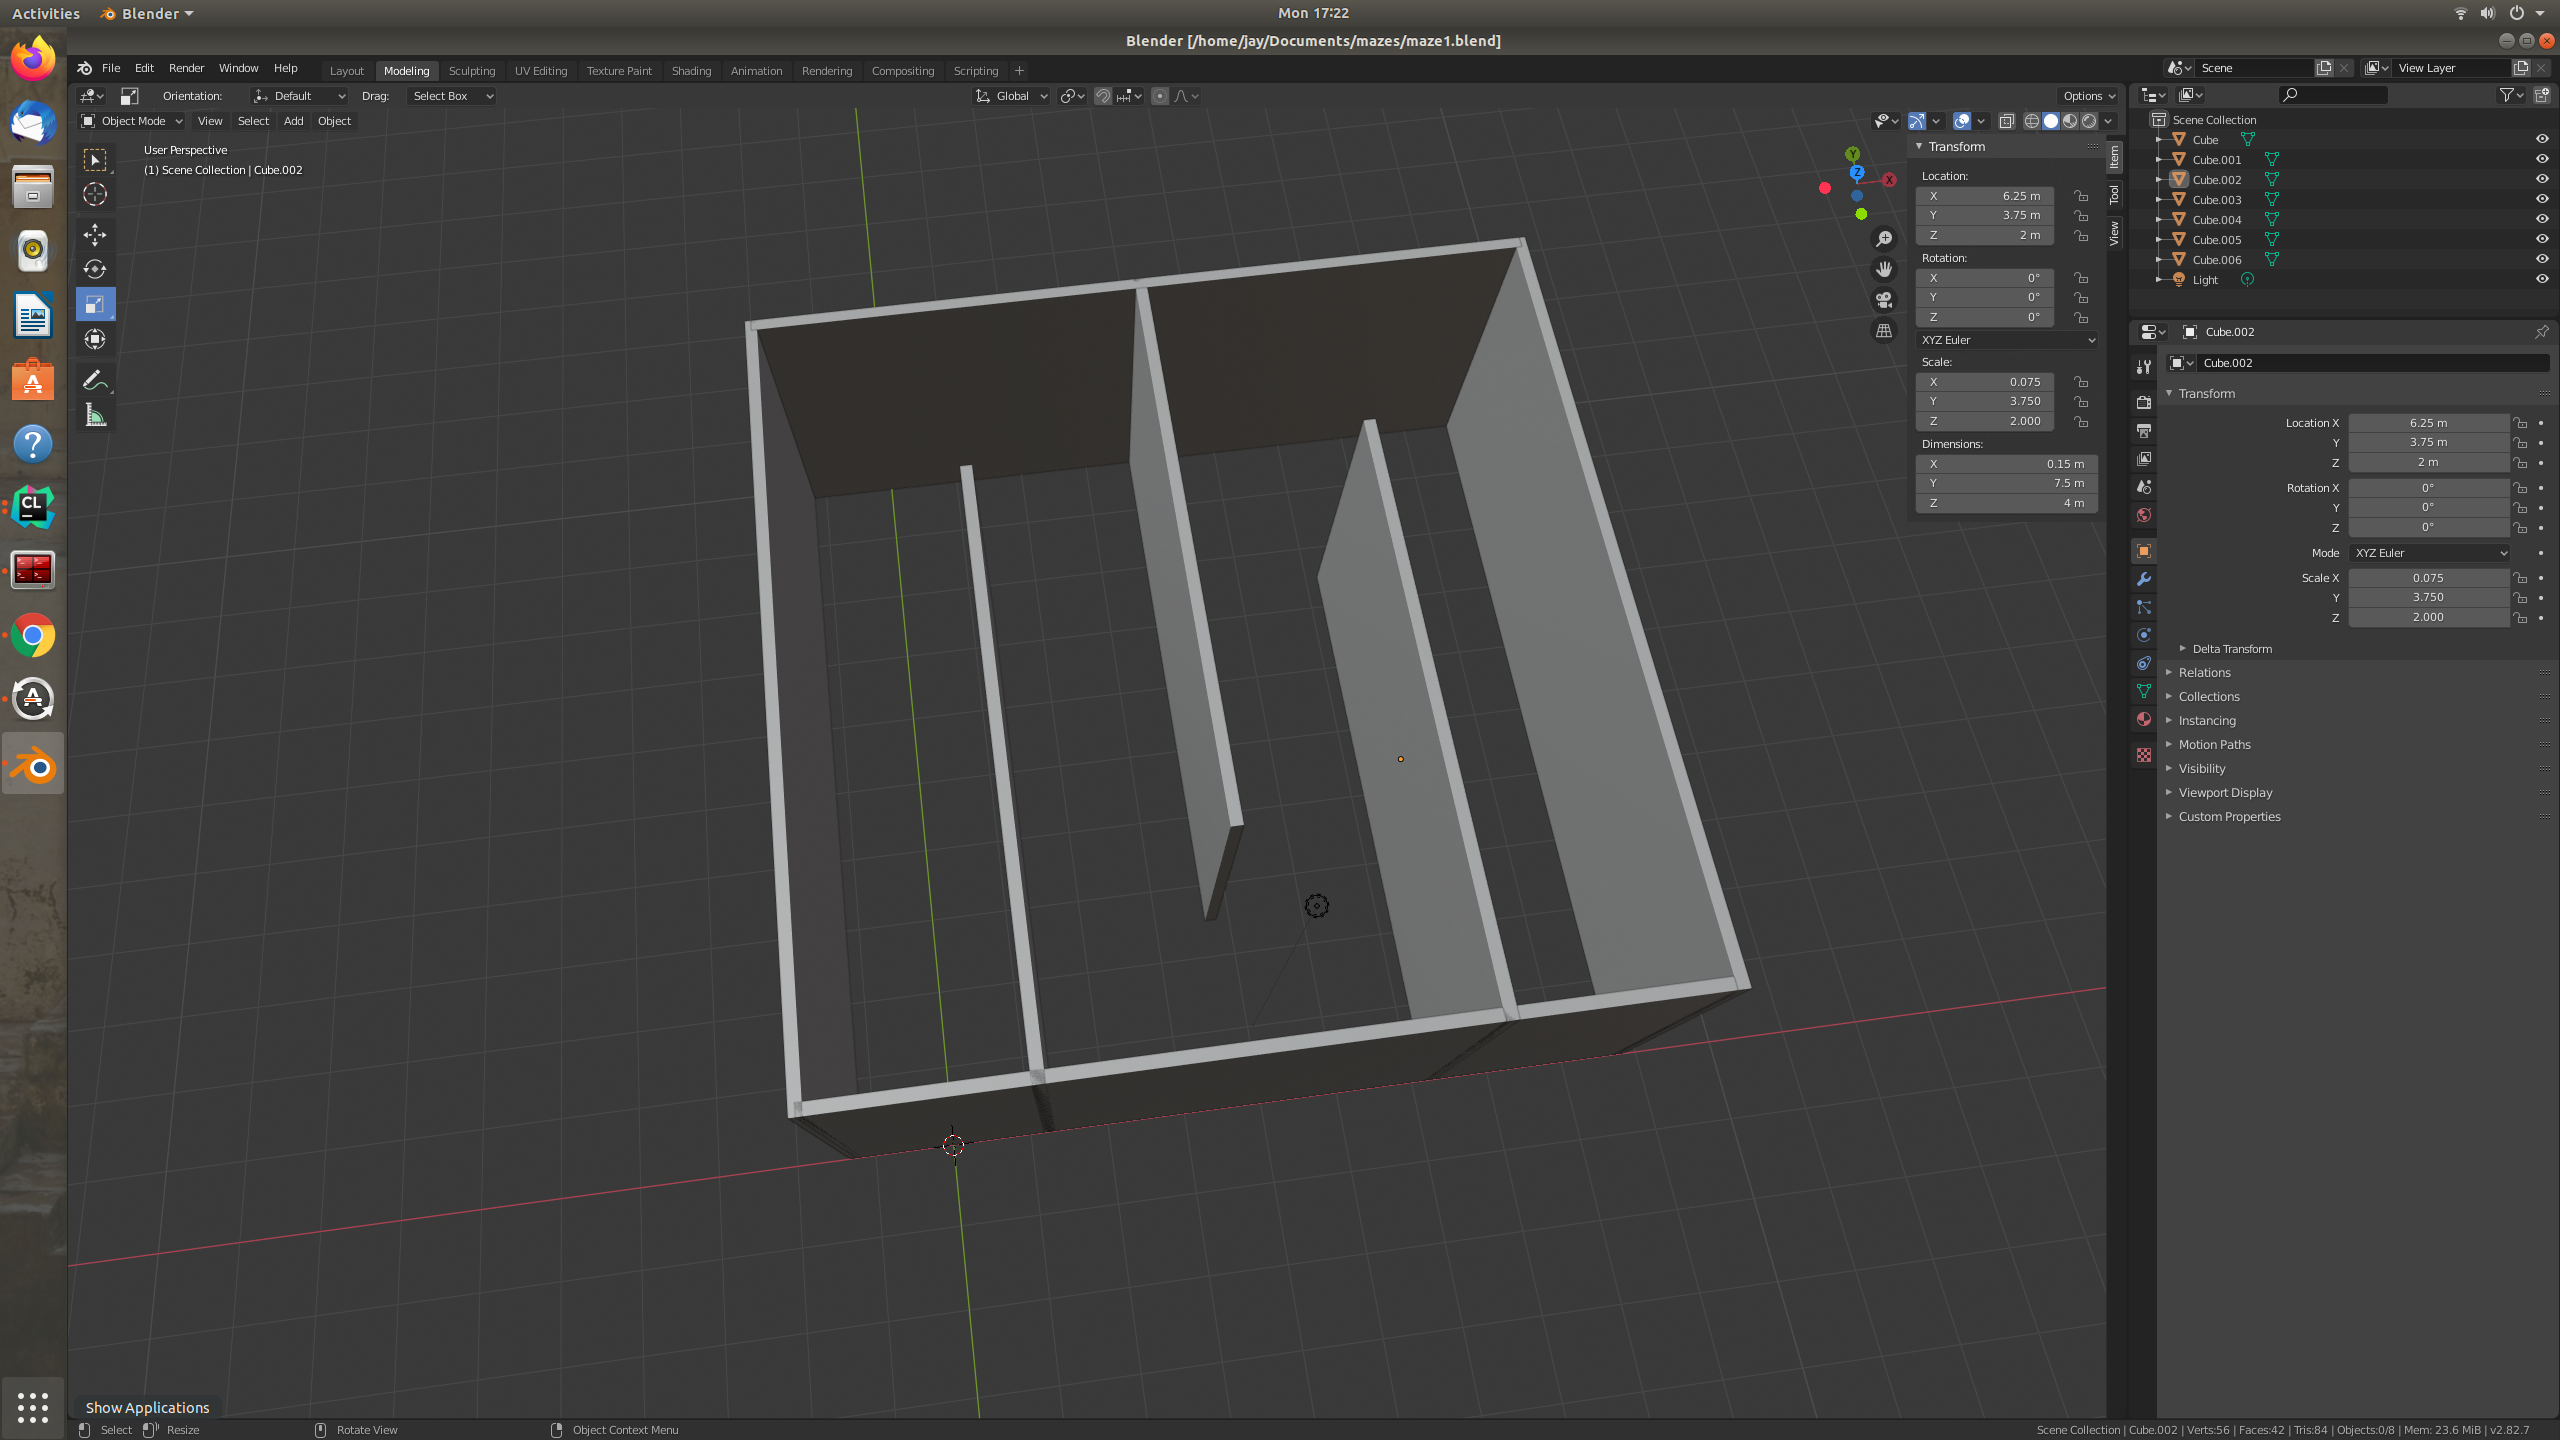 Activities Blender Mon 17:22
Blender [/home/jay/Documents/mazes/maze1.blend]
File Edit Render Window Help Layout Modeling Sculpting UV Editing Texture Paint Shading Animation Rendering Compositing Scripting + Scene View Layer
Orientation: Default Drag: Select Box Global Options
Object Mode View Select Add Object
User Perspective
(1) Scene Collection | Cube.002
Y
Z
X
Transform
Location:
X 6.25 m
Y 3.75 m
Z 2 m
Rotation:
X 0°
Y 0°
Z 0°
XYZ Euler
Scale:
X 0.075
Y 3.750
Z 2.000
Dimensions:
X 0.15 m
Y 7.5 m
Z 4 m
Item
Tool
View
Scene Collection
Cube
Cube.001
Cube.002
Cube.003
Cube.004
Cube.005
Cube.006
Light
Cube.002
Cube.002
Transform
Location X 6.25 m
Y 3.75 m
Z 2 m
Rotation X 0°
Y 0°
Z 0°
Mode XYZ Euler
Scale X 0.075
Y 3.750
Z 2.000
Delta Transform
Relations
Collections
Instancing
Motion Paths
Visibility
Viewport Display
Custom Properties
CL
Show Applications
Select Resize Rotate View Object Context Menu Scene Collection | Cube.002 | Verts:56 | Faces:42 | Tris:84 | Objects:0/8 | Mem: 23.6 MiB | v2.82.7